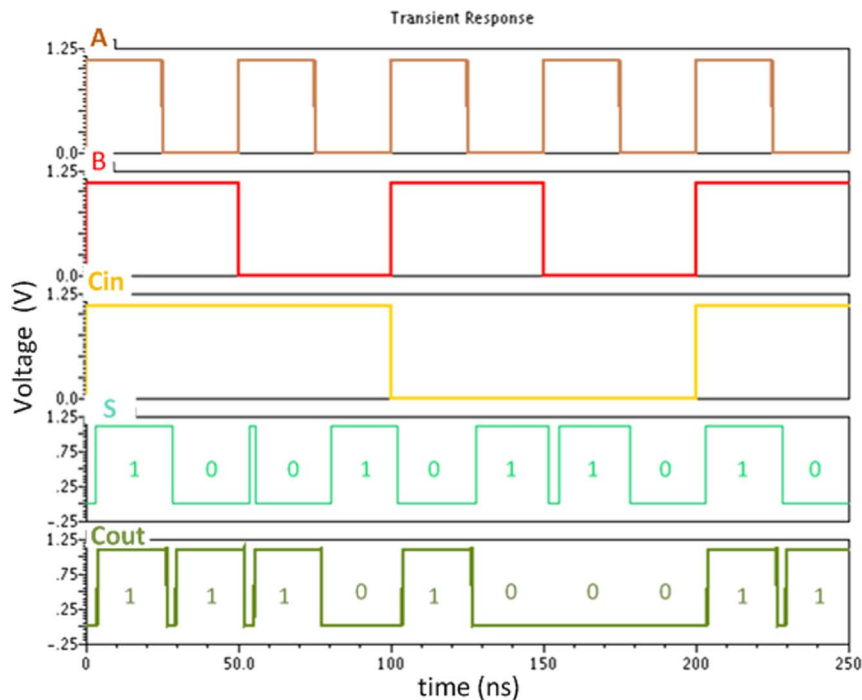 Transient Response
A
1.25
0.0
B
1.25
0.0
Cin
1.25
0.0
S
1.25
.75
.25
-.25
1 0 0 1 0 1 1 0 1 0
Cout
1.25
.75
.25
-.25
1 1 1 0 1 0 0 0 1 1
0 50.0 100 150 200 250
time (ns)
Voltage (V)